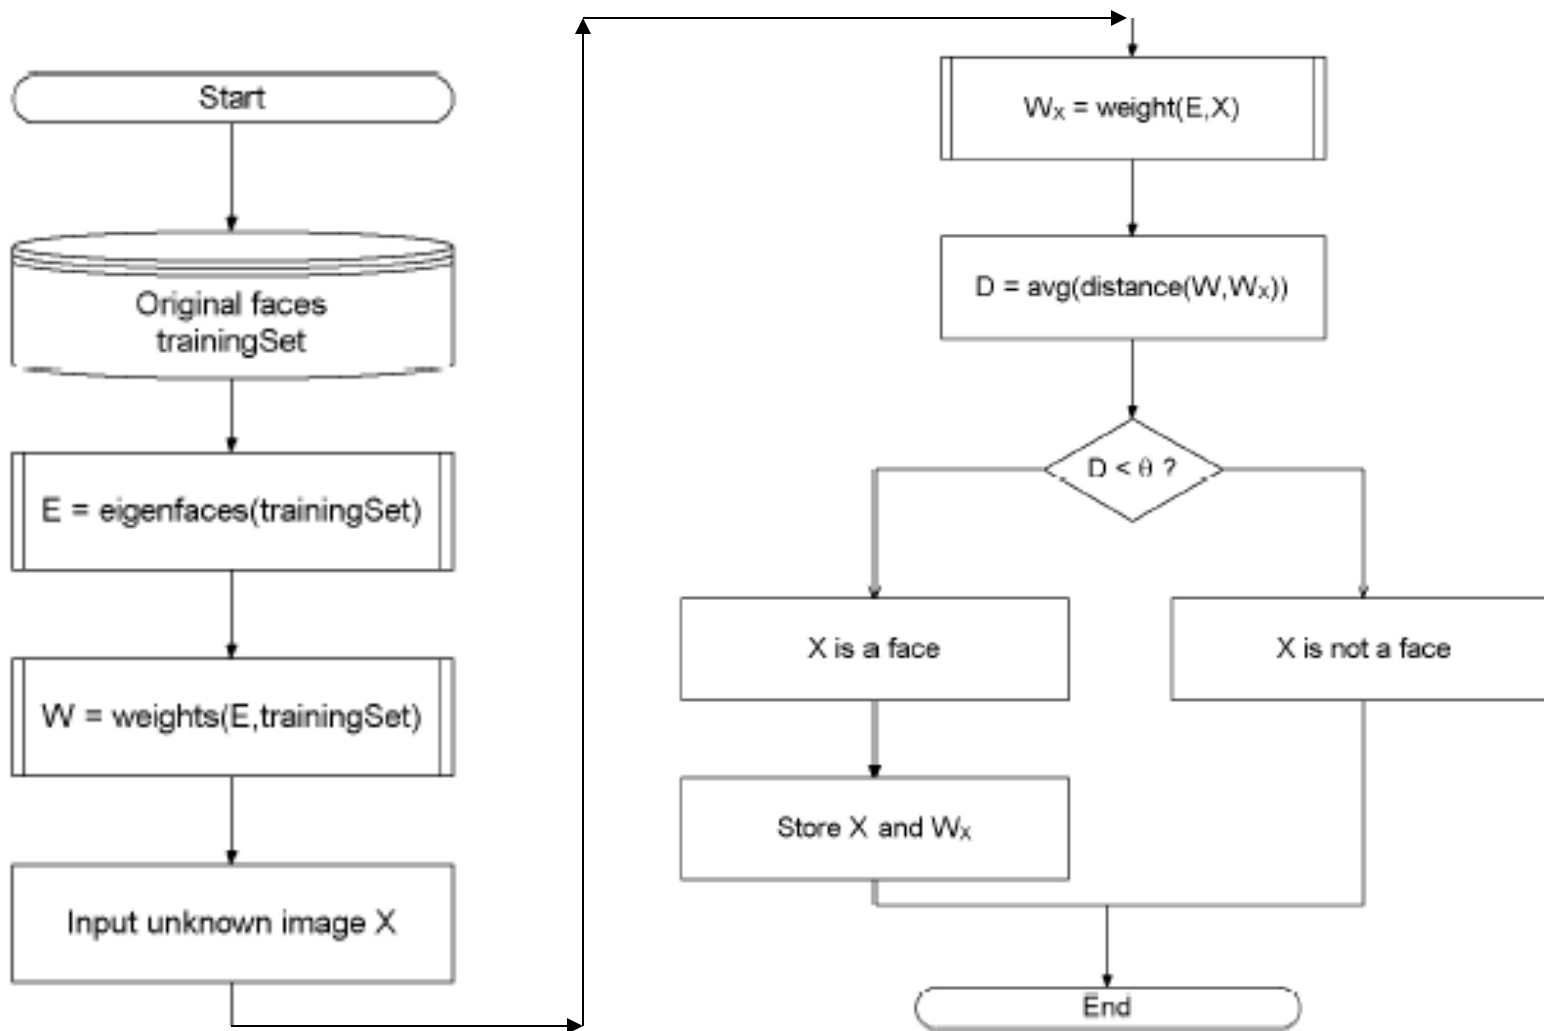 Start
Original faces
trainingSet
E = eigenfaces(trainingSet)
W = weights(E,trainingSet)
Input unknown image X
Wₓ = weight(E,X)
D = avg(distance(W,Wₓ))
D < θ ?
X is a face
X is not a face
Store X and Wₓ
End